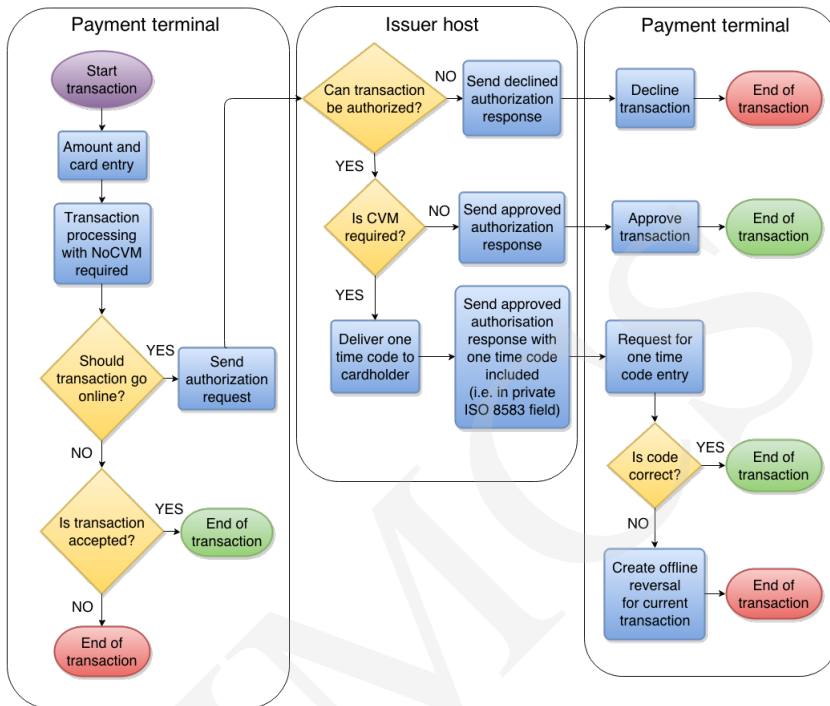 Payment terminal
Start
transaction
Amount and
card entry
Transaction
processing
with NoCVM
required
Should
transaction go
online?
YES
Send
authorization
request
NO
Is transaction
accepted?
YES
End of
transaction
NO
End of
transaction
Issuer host
Can transaction
be authorized?
NO
Send declined
authorization
response
YES
Is CVM
required?
NO
Send approved
authorization
response
YES
Deliver one
time code to
cardholder
Send approved
authorisation
response with
one time code
included
(i.e. in private
ISO 8583 field)
Payment terminal
Decline
transaction
End of
transaction
Approve
transaction
End of
transaction
Request for
one time
code entry
Is code
correct?
YES
End of
transaction
NO
Create offline
reversal
for current
transaction
End of
transaction